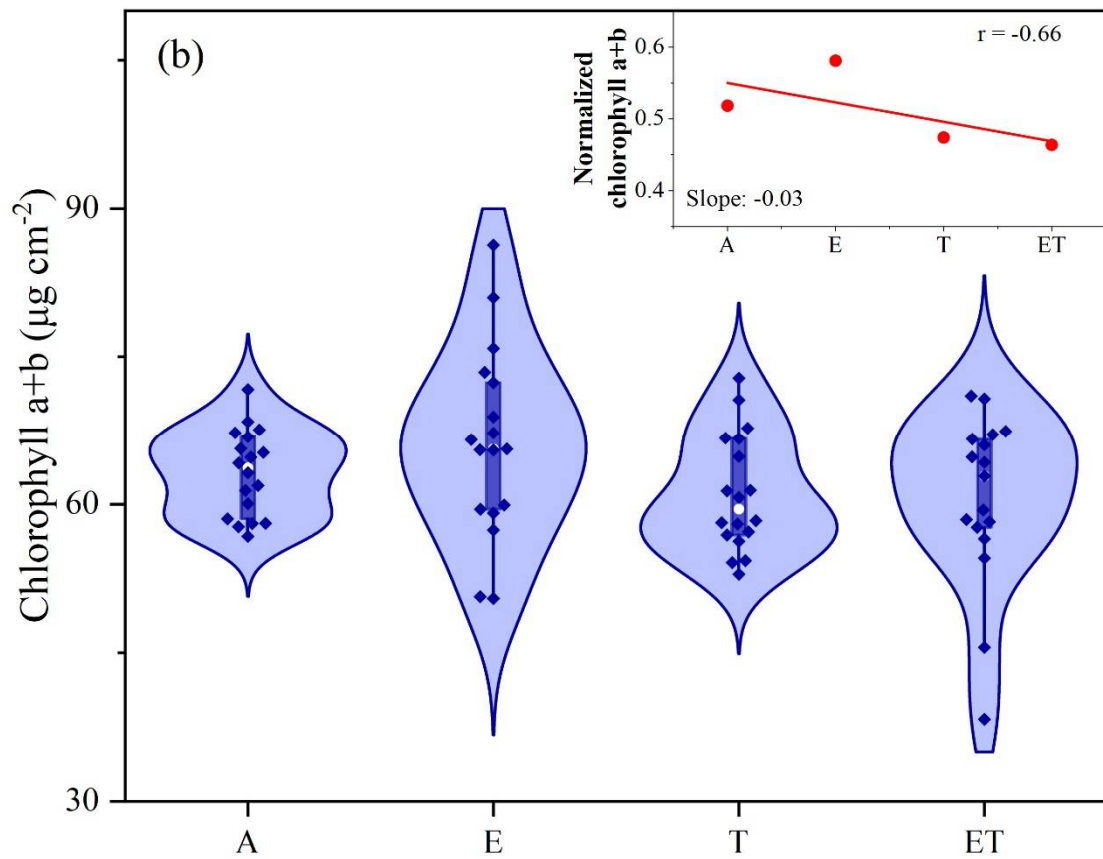 (b)
Normalized
chlorophyll a+b
0.6
0.5
0.4
r = -0.66
Slope: -0.03
A E T ET
Chlorophyll a+b (µg cm⁻²)
90
60
30
A E T ET